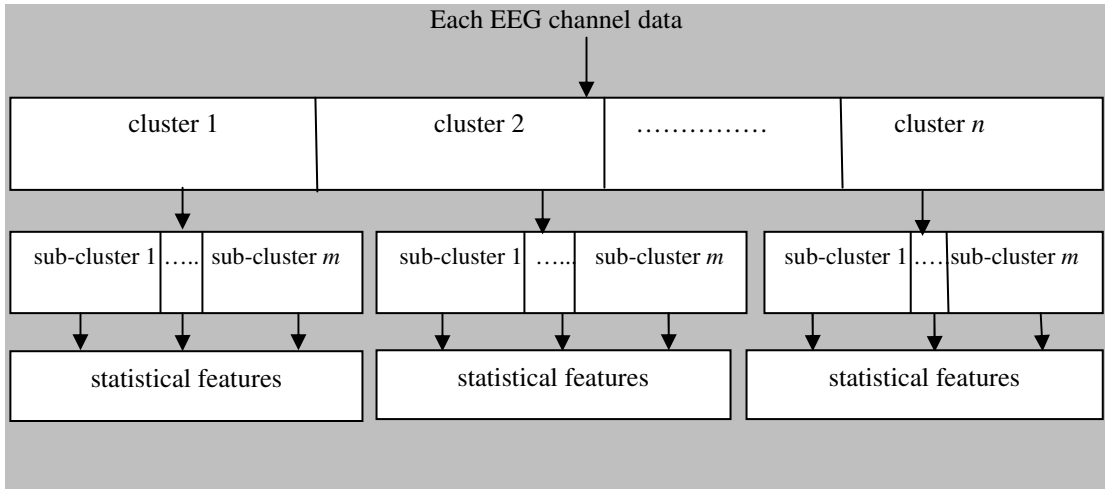 Each EEG channel data
cluster 1 cluster 2 …………… cluster n
sub-cluster 1 ….. sub-cluster m sub-cluster 1 …... sub-cluster m sub-cluster 1 ….. sub-cluster m
statistical features statistical features statistical features